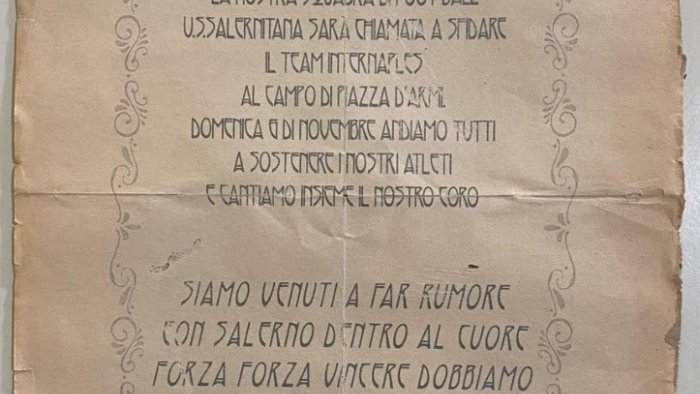 LA NOSTRA SQUADRA DI FOOTBALL
U.S.SALERNITANA SARÀ CHIAMATA A SFIDARE
IL TEAM INTERNAPLES
AL CAMPO DI PIAZZA D'ARMI.
DOMENICA 6 DI NOVEMBRE ANDIAMO TUTTI
A SOSTENERE I NOSTRI ATLETI
E CANTIAMO INSIEME IL NOSTRO CORO
SIAMO VENUTI A FAR RUMORE
CON SALERNO DENTRO AL CUORE
FORZA FORZA VINCERE DOBBIAMO